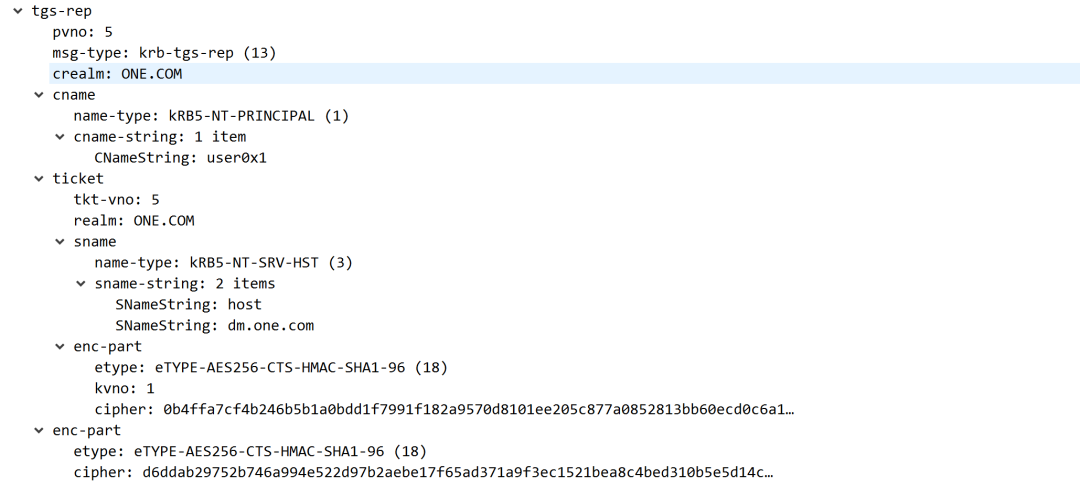 tgs-rep
pvno: 5
msg-type: krb-tgs-rep (13)
crealm: ONE.COM
cname
name-type: kRB5-NT-PRINCIPAL (1)
cname-string: 1 item
CNameString: user0x1
ticket
tkt-vno: 5
realm: ONE.COM
sname
name-type: kRB5-NT-SRV-HST (3)
sname-string: 2 items
SNameString: host
SNameString: dm.one.com
enc-part
etype: eTYPE-AES256-CTS-HMAC-SHA1-96 (18)
kvno: 1
cipher: 0b4ffa7cf4b246b5b1a0bdd1f7991f182a9570d8101ee205c877a0852813bb60ecd0c6a1…
enc-part
etype: eTYPE-AES256-CTS-HMAC-SHA1-96 (18)
cipher: d6ddab29752b746a994e522d97b2aebe17f65ad371a9f3ec1521bea8c4bed310b5e5d14c…